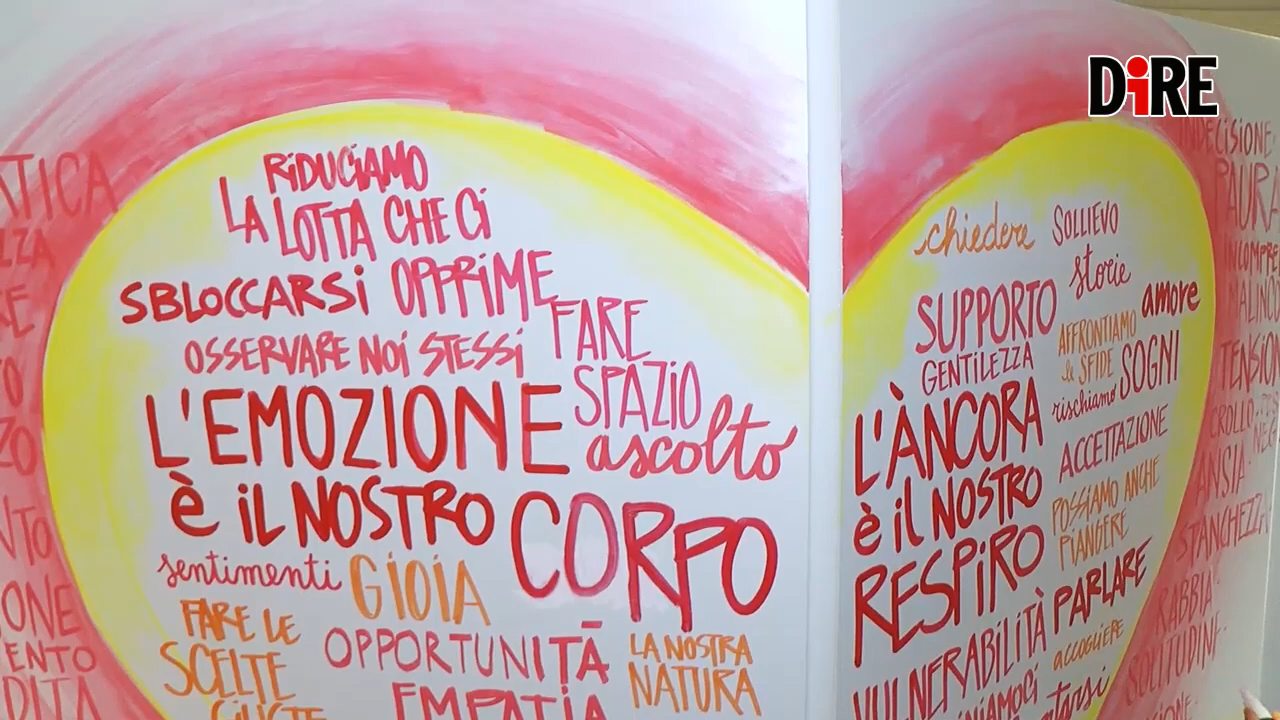 DiRE
RiDUCiAMO
LA LOTTA CHE Ci
OPPRIME
SBLOCCARSi
OSSERVARE NOi STESSi
FARE
SPAZiO
ascolto
L'EMOZIONE
è iL NOSTRO
CORPO
sentimenti
GIOIA
FARE LE
SCELTE
GIUSTE
OPPORTUNITĀ
EMPATIA
LA NOSTRA
NATURA
chiedere
SOLLIEVO
storie
SUPPORTO
amore
GENTILEZZA
AFFRONTIAMO
le SFIDE
SOGNI
rischiamo
L'ÀNCORA
è il NOSTRO
RESPiRO
ACCETTAZIONE
POSSIAMO ANCHE
PIANGERE
PARLARE
VULNERABILITÀ
accogliere
PAURA
ANSIA
STANCHEZZA
RABBIA
SOLITUDINE
CROLLO